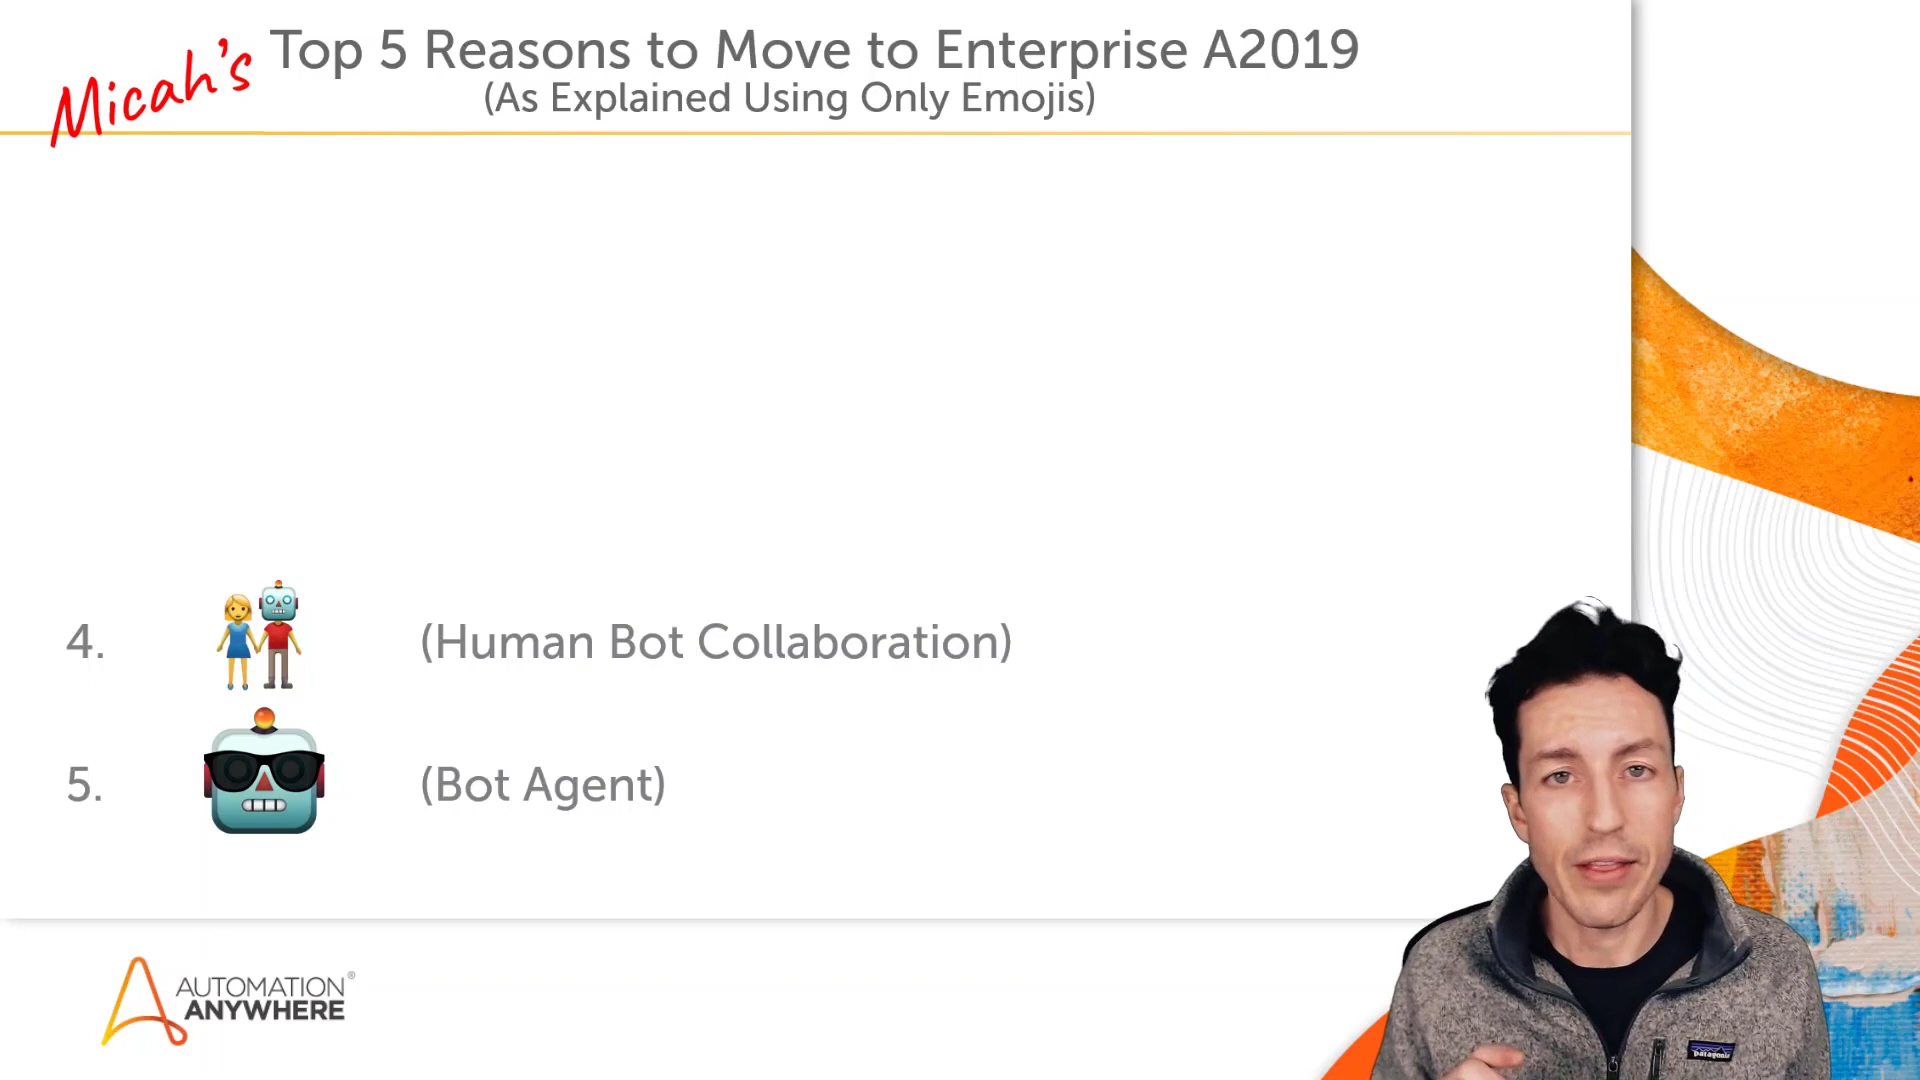 Micah's Top 5 Reasons to Move to Enterprise A2019
(As Explained Using Only Emojis)
4. (Human Bot Collaboration)
5. (Bot Agent)
AUTOMATION®
ANYWHERE
patagonia